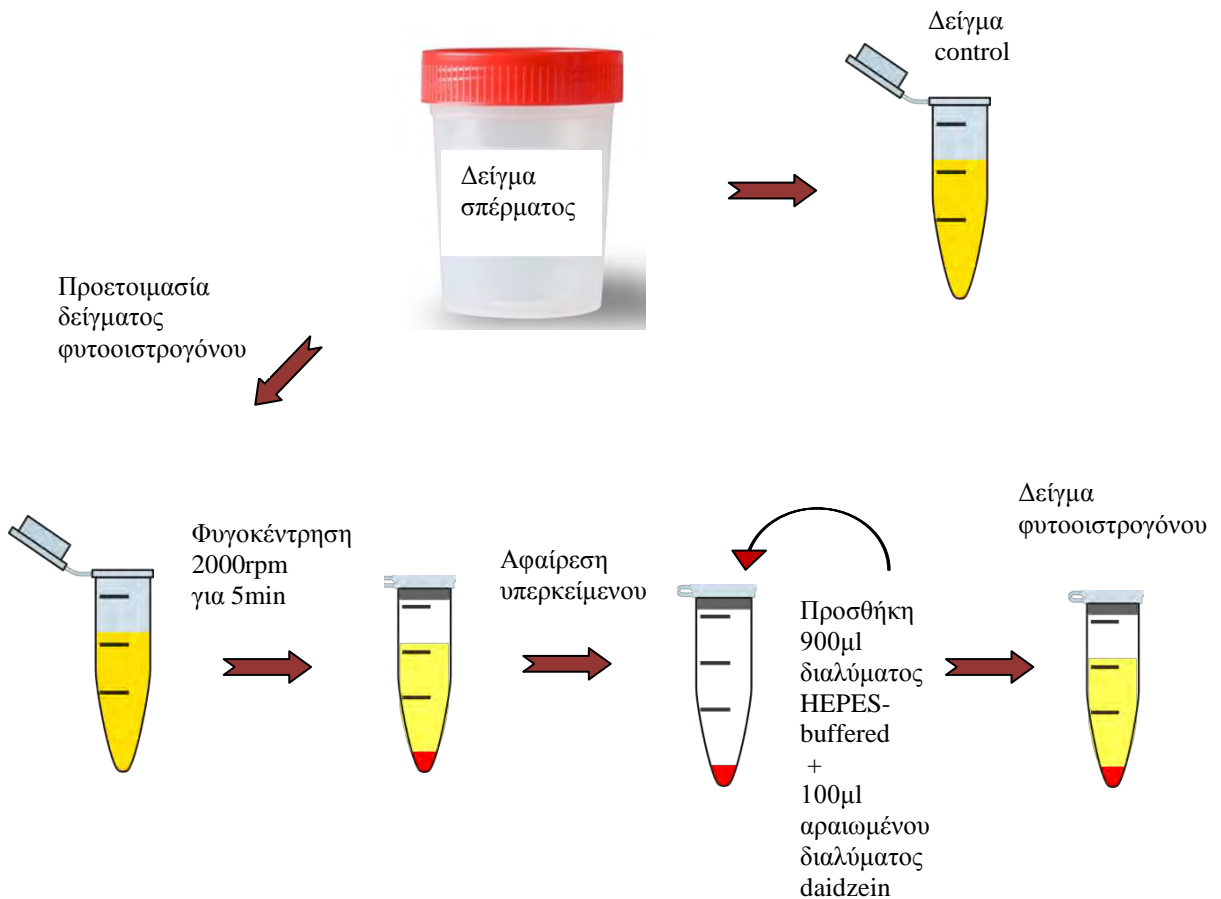 Δείγμα
control
Δείγμα
σπέρματος
Προετοιμασία
δείγματος
φυτοοιστρογόνου
Φυγοκέντρηση
2000rpm
για 5min
Αφαίρεση
υπερκείμενου
Προσθήκη
900μl
διαλύματος
HEPES-
buffered
+
100μl
αραιωμένου
διαλύματος
daidzein
Δείγμα
φυτοοιστρογόνου